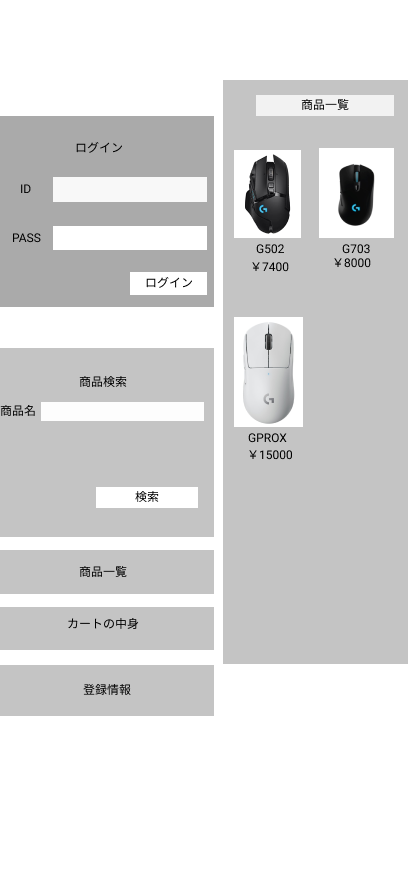 ログイン
ID
PASS
ログイン
商品検索
商品名
検索
商品一覧
カートの中身
登録情報
商品一覧
G502
￥7400
G703
￥8000
GPROX
￥15000